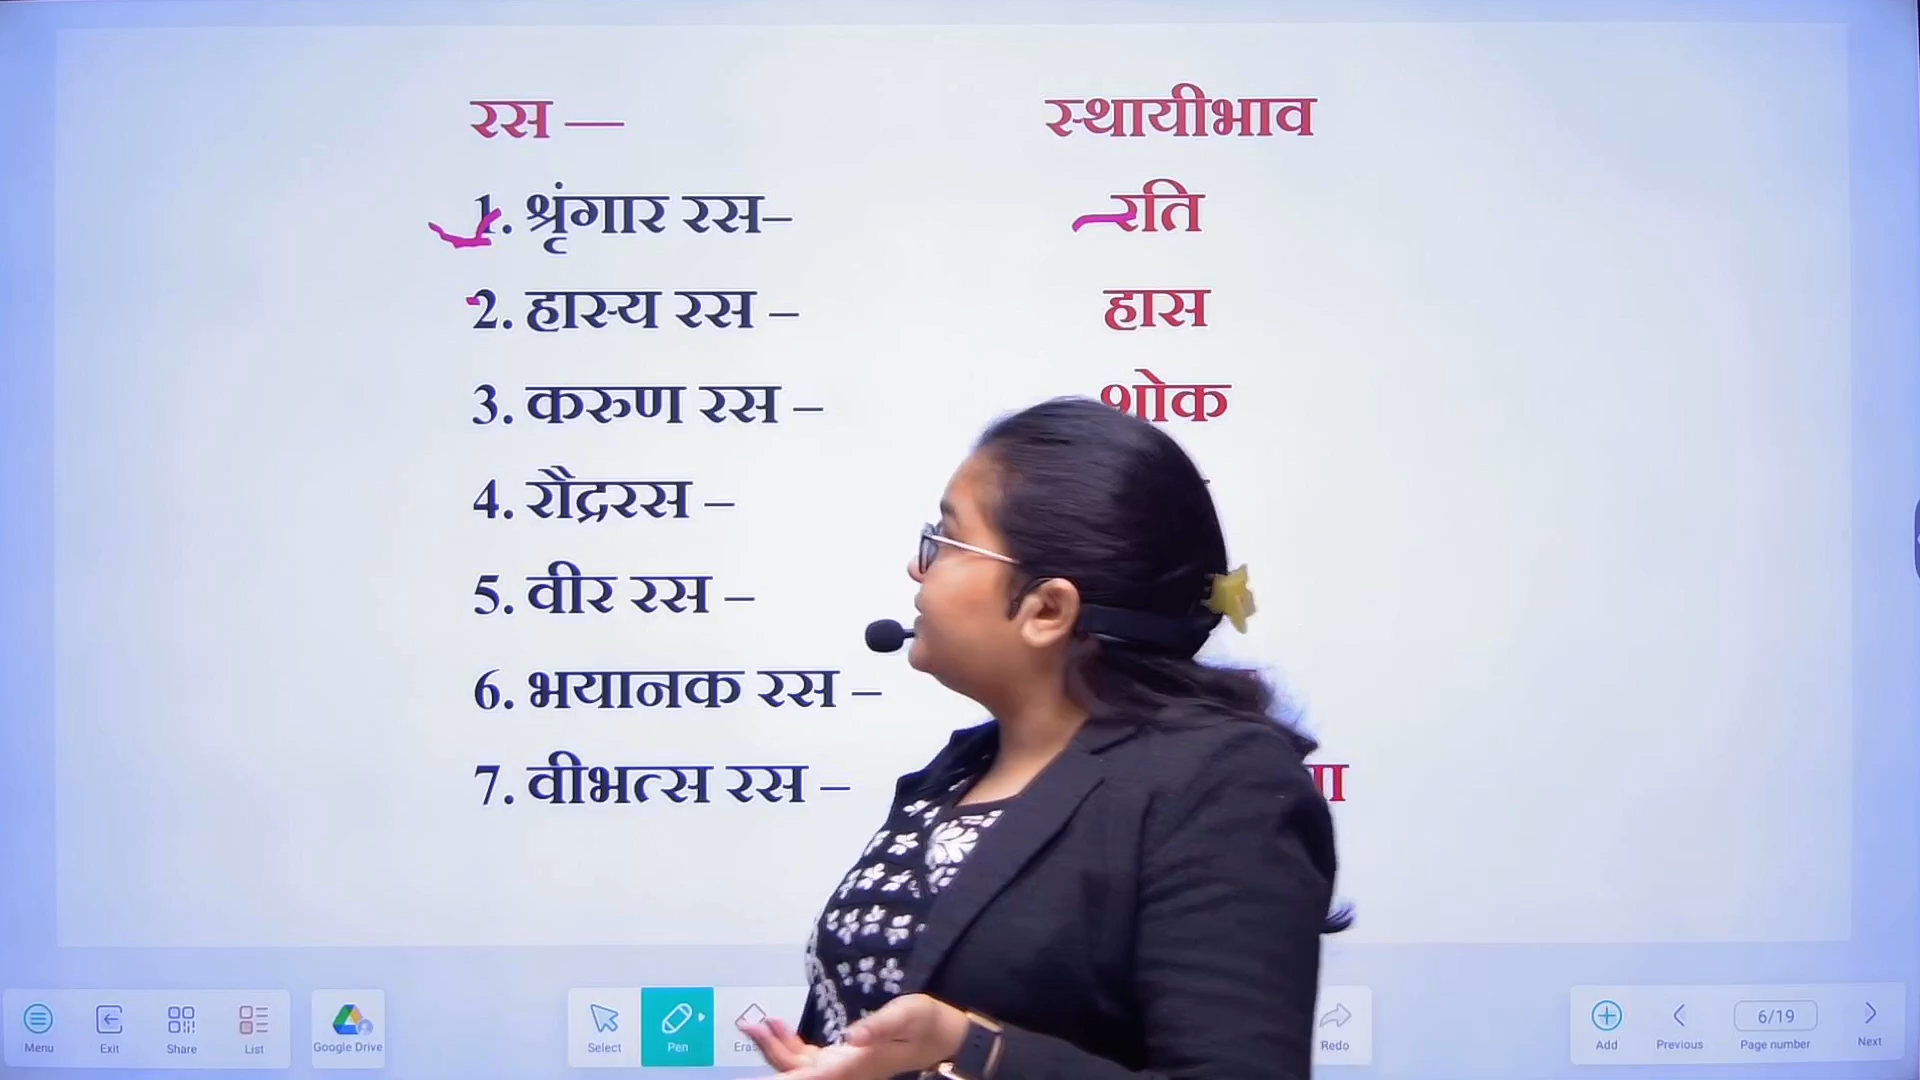 रस — स्थायीभाव
1. श्रृंगार रस– रति
2. हास्य रस – हास
3. करुण रस – शोक
4. रौद्ररस –
5. वीर रस –
6. भयानक रस –
7. वीभत्स रस –
Menu Exit Share List Google Drive Select Pen Redo Add Previous 6/19 Page number Next